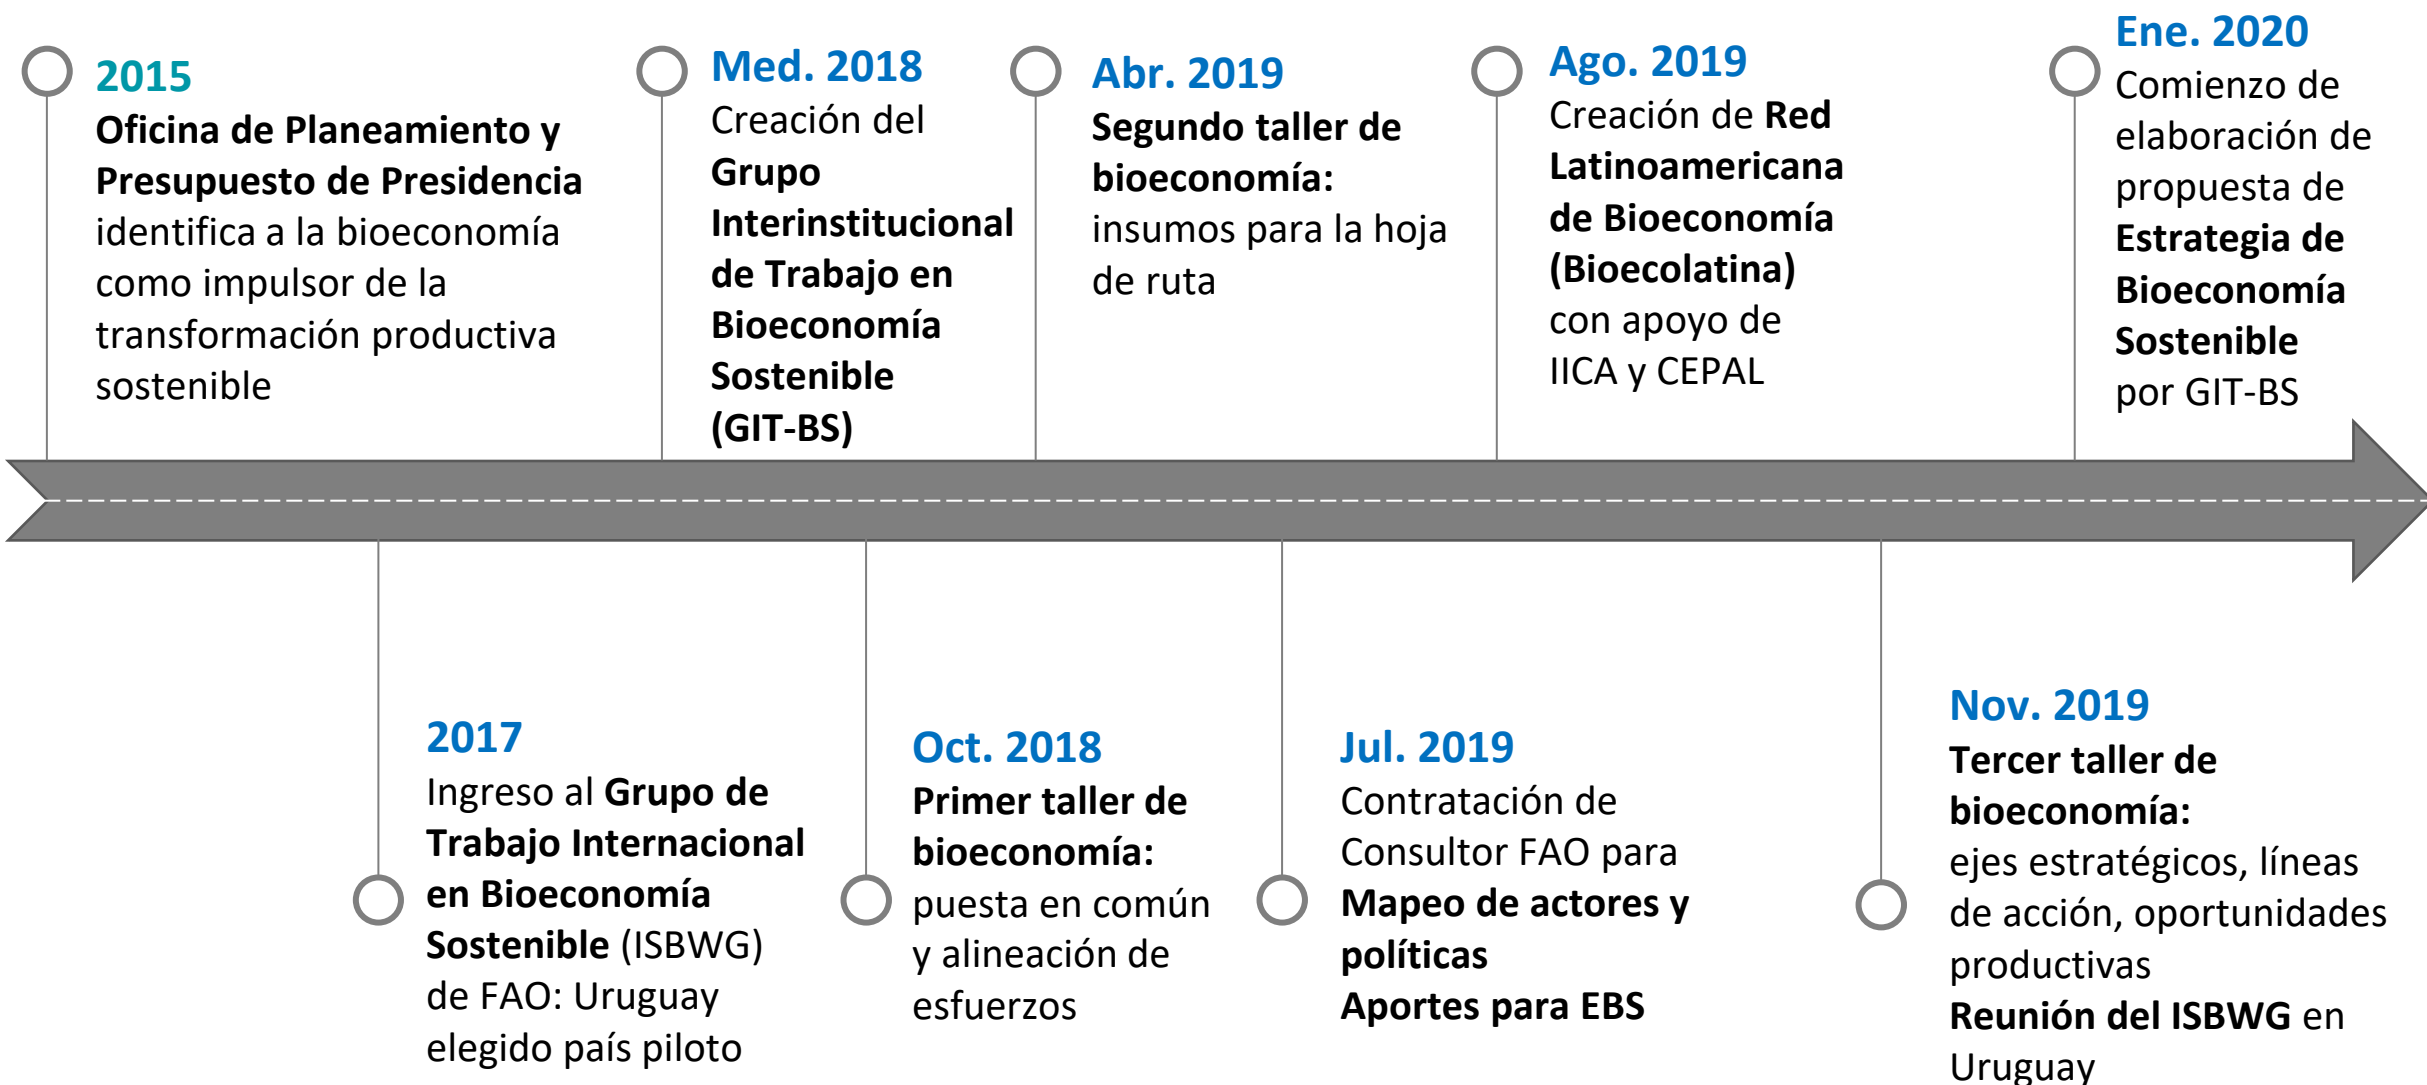 2015
Oficina de Planeamiento y
Presupuesto de Presidencia
identifica a la bioeconomía
como impulsor de la
transformación productiva
sostenible
Med. 2018
Creación del
Grupo
Interinstitucional
de Trabajo en
Bioeconomía
Sostenible
(GIT-BS)
Abr. 2019
Segundo taller de
bioeconomía:
insumos para la hoja
de ruta
Ago. 2019
Creación de Red
Latinoamericana
de Bioeconomía
(Bioecolatina)
con apoyo de
IICA y CEPAL
Ene. 2020
Comienzo de
elaboración de
propuesta de
Estrategia de
Bioeconomía
Sostenible
por GIT-BS
2017
Ingreso al Grupo de
Trabajo Internacional
en Bioeconomía
Sostenible (ISBWG)
de FAO: Uruguay
elegido país piloto
Oct. 2018
Primer taller de
bioeconomía:
puesta en común
y alineación de
esfuerzos
Jul. 2019
Contratación de
Consultor FAO para
Mapeo de actores y
políticas
Aportes para EBS
Nov. 2019
Tercer taller de
bioeconomía:
ejes estratégicos, líneas
de acción, oportunidades
productivas
Reunión del ISBWG en
Uruguay